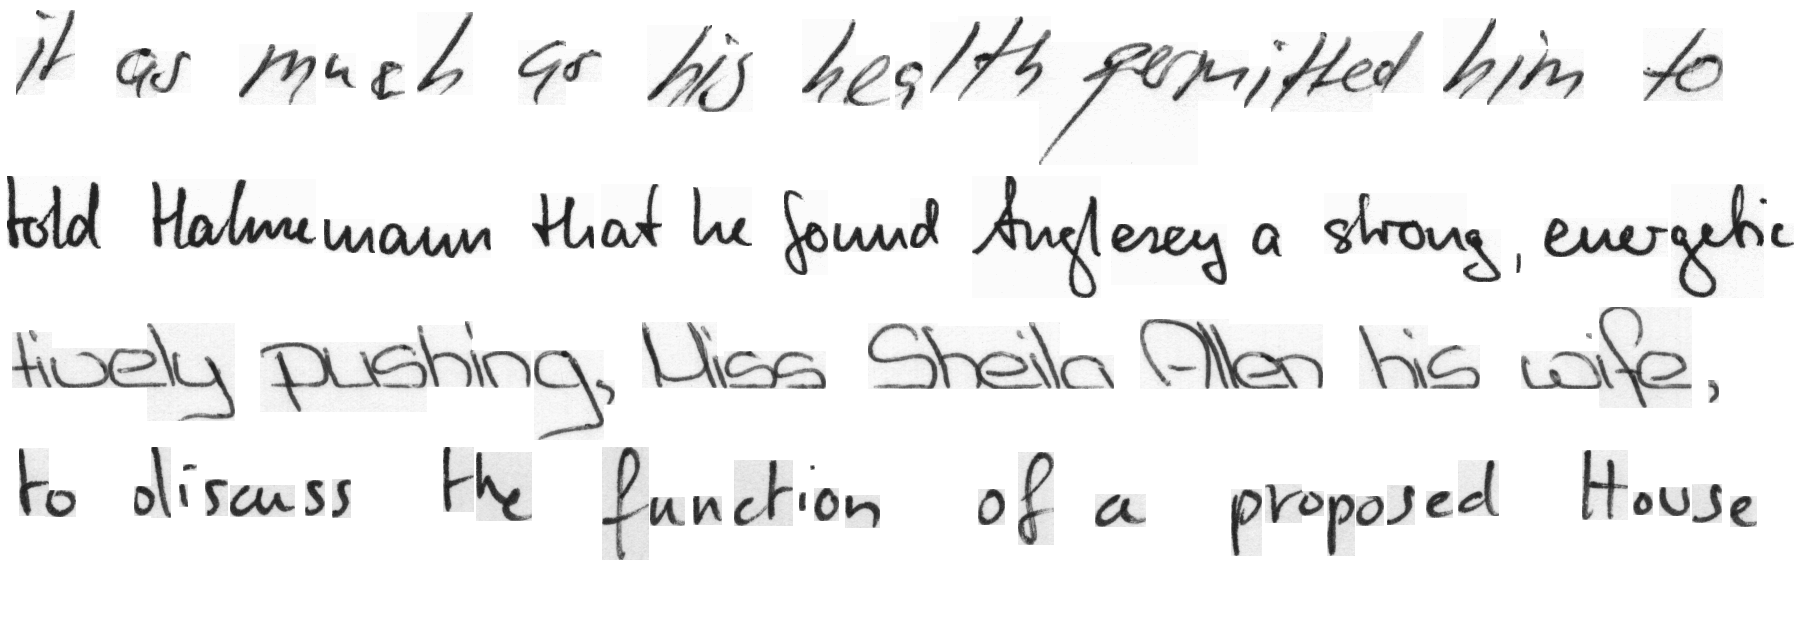 it as much as his health permitted him to
told Hahnemann that he found Anglesey a strong, energetic
tively pushing, Miss Sheila Allen his wife,
to discuss the function of a proposed House